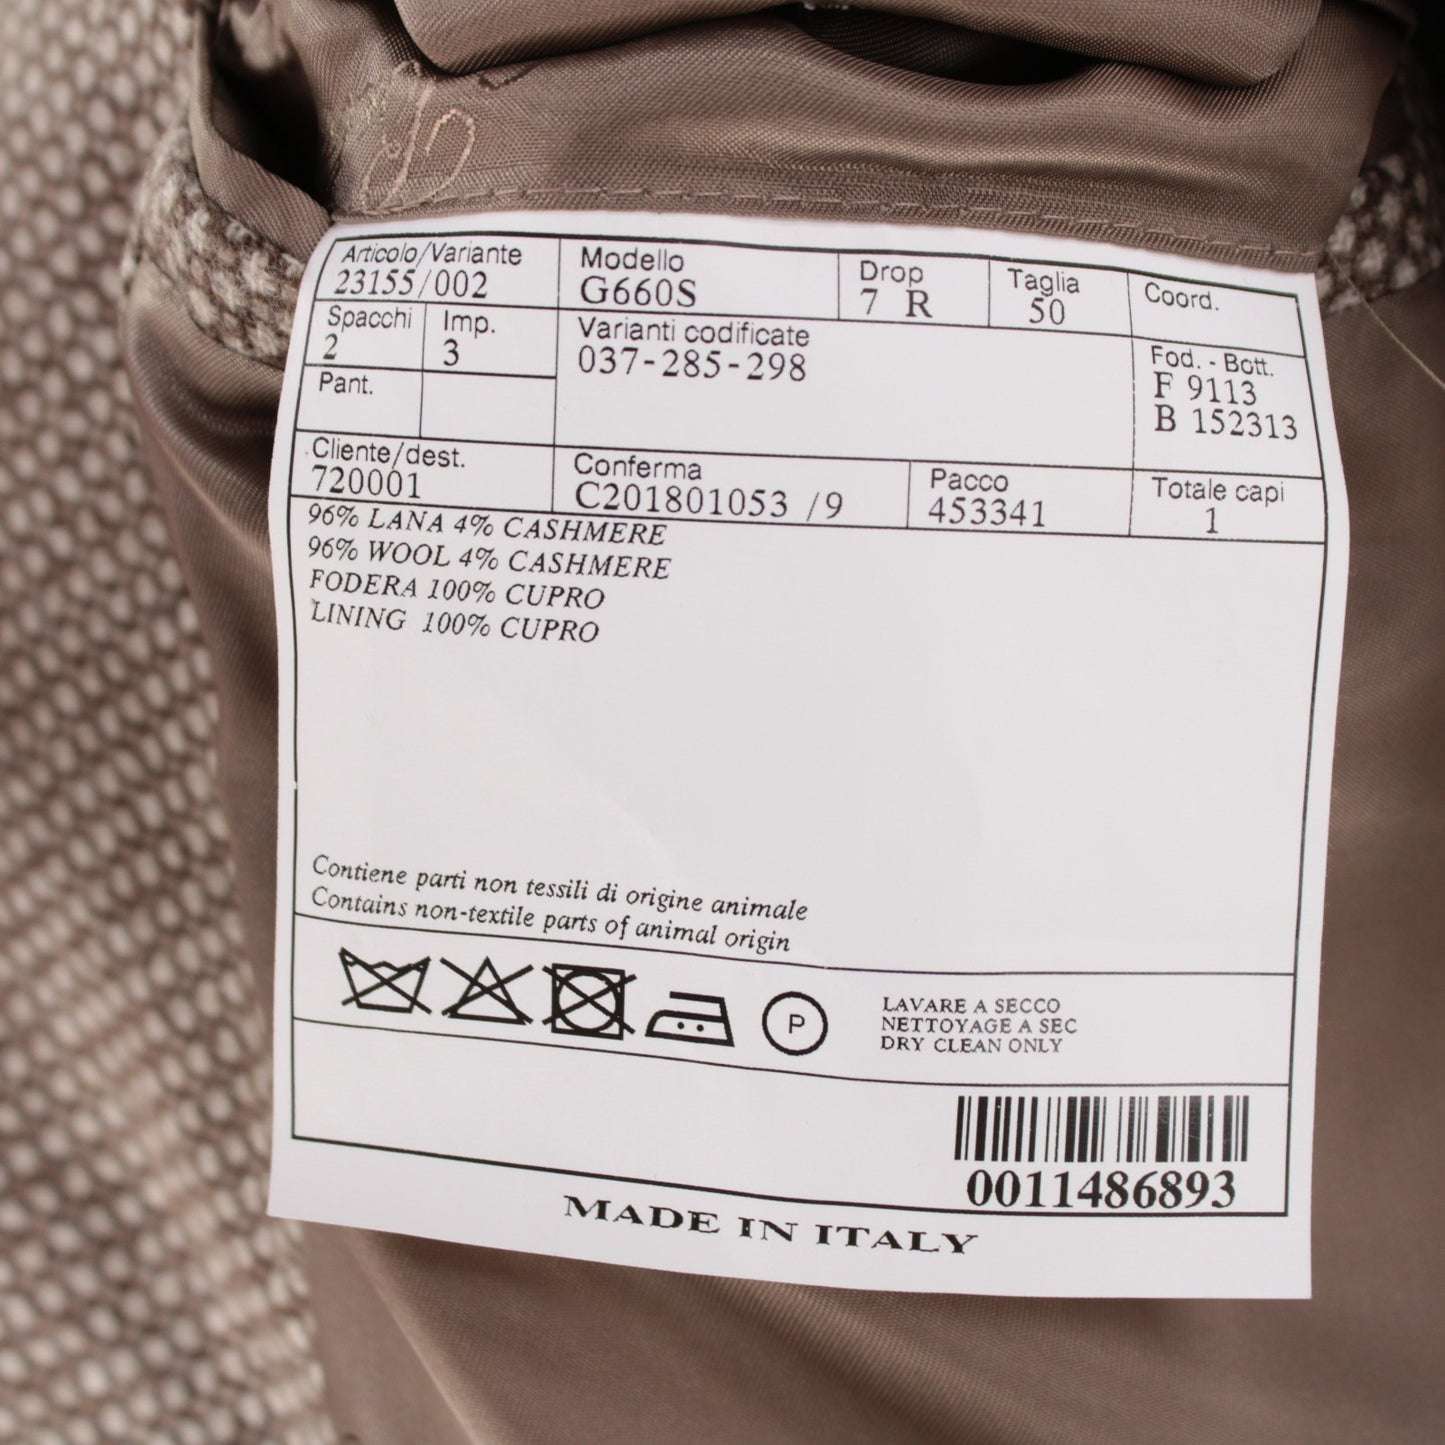 Articolo/Variante
23155/002
Modello
G660S
Drop
7 R
Taglia
50
Coord.
Spacchi
2
Imp.
3
Varianti codificate
037-285-298
Fod. - Bott.
F 9113
B 152313
Pant.
Cliente/dest.
720001
Conferma
C201801053 /9
Pacco
453341
Totale capi
1
96% LANA 4% CASHMERE
96% WOOL 4% CASHMERE
FODERA 100% CUPRO
LINING 100% CUPRO
Contiene parti non tessili di origine animale
Contains non-textile parts of animal origin
P
LAVARE A SECCO
NETTOYAGE A SEC
DRY CLEAN ONLY
0011486893
MADE IN ITALY